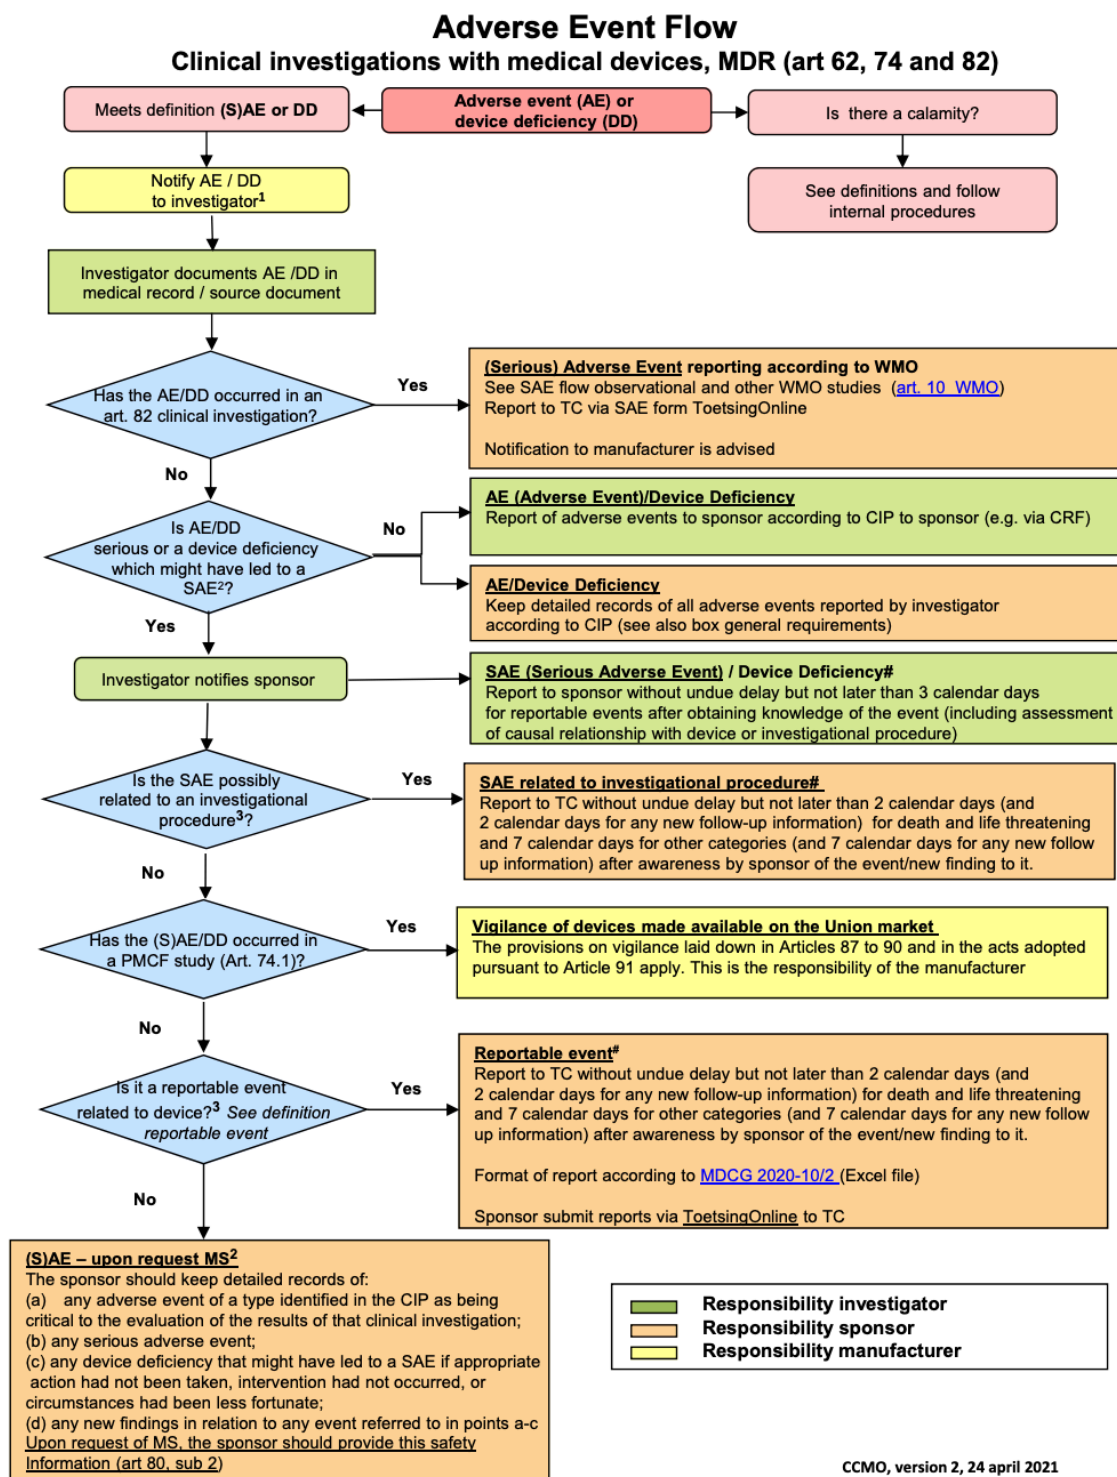 Adverse Event Flow
Clinical investigations with medical devices, MDR (art 62, 74 and 82)
Meets definition (S)AE or DD
Adverse event (AE) or
device deficiency (DD)
Is there a calamity?
Notify AE / DD
to investigator1
See definitions and follow
internal procedures
Investigator documents AE /DD in
medical record / source document
Has the AE/DD occurred in an
art. 82 clinical investigation?
Yes
(Serious) Adverse Event reporting according to WMO
See SAE flow observational and other WMO studies (art. 10 WMO)
Report to TC via SAE form ToetsingOnline
Notification to manufacturer is advised
No
Is AE/DD
serious or a device deficiency
which might have led to a
SAE2?
No
AE (Adverse Event)/Device Deficiency
Report of adverse events to sponsor according to CIP to sponsor (e.g. via CRF)
AE/Device Deficiency
Keep detailed records of all adverse events reported by investigator
according to CIP (see also box general requirements)
Yes
Investigator notifies sponsor
SAE (Serious Adverse Event) / Device Deficiency#
Report to sponsor without undue delay but not later than 3 calendar days
for reportable events after obtaining knowledge of the event (including assessment
of causal relationship with device or investigational procedure)
Is the SAE possibly
related to an investigational
procedure3?
Yes
SAE related to investigational procedure#
Report to TC without undue delay but not later than 2 calendar days (and
2 calendar days for any new follow-up information) for death and life threatening
and 7 calendar days for other categories (and 7 calendar days for any new follow
up information) after awareness by sponsor of the event/new finding to it.
No
Has the (S)AE/DD occurred in
a PMCF study (Art. 74.1)?
Yes
Vigilance of devices made available on the Union market
The provisions on vigilance laid down in Articles 87 to 90 and in the acts adopted
pursuant to Article 91 apply. This is the responsibility of the manufacturer
No
Is it a reportable event
related to device?3 See definition
reportable event
Yes
Reportable event#
Report to TC without undue delay but not later than 2 calendar days (and
2 calendar days for any new follow-up information) for death and life threatening
and 7 calendar days for other categories (and 7 calendar days for any new follow
up information) after awareness by sponsor of the event/new finding to it.
Format of report according to MDCG 2020-10/2 (Excel file)
Sponsor submit reports via ToetsingOnline to TC
No
(S)AE – upon request MS2
The sponsor should keep detailed records of:
(a) any adverse event of a type identified in the CIP as being
critical to the evaluation of the results of that clinical investigation;
(b) any serious adverse event;
(c) any device deficiency that might have led to a SAE if appropriate
action had not been taken, intervention had not occurred, or
circumstances had been less fortunate;
(d) any new findings in relation to any event referred to in points a-c
Upon request of MS, the sponsor should provide this safety
Information (art 80, sub 2)
Responsibility investigator
Responsibility sponsor
Responsibility manufacturer
CCMO, version 2, 24 april 2021